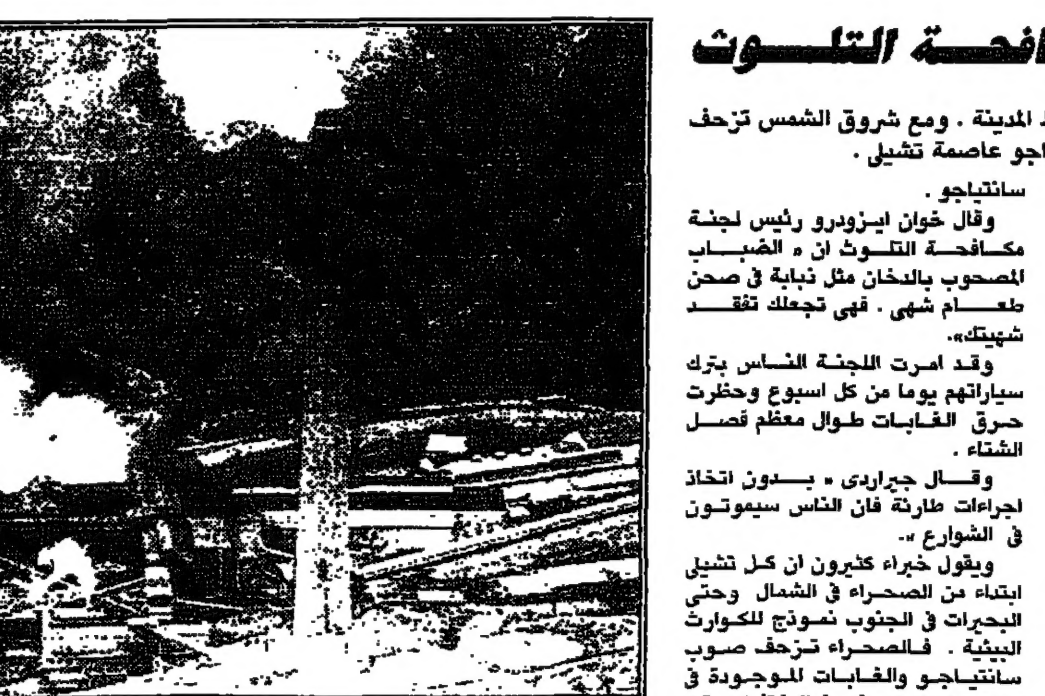 افحة التلوث
المدينة . ومع شروق الشمس تزحف
اجو عاصمة تشيلي .
سانتياجو .
وقال خوان ايزودرو رئيس لجنة
مكافحة التلوث ان « الضباب
المصحوب بالدخان مثل ذبابة في صحن
طعام شهي . فهي تجعلك تفقد
شهيتك».
وقد امرت اللجنة الناس بترك
سياراتهم يوما من كل اسبوع وحظرت
حرق الغابات طوال معظم فصل
الشتاء .
وقال جيراردي « بدون اتخاذ
اجراءات طارئة فان الناس سيموتون
في الشوارع ».
ويقول خبراء كثيرون ان كل تشيلي
ابتداء من الصحراء في الشمال وحتى
البحيرات في الجنوب نموذج للكوارث
البيئية . فالصحراء تزحف صوب
سانتياجو والغابات الموجودة في